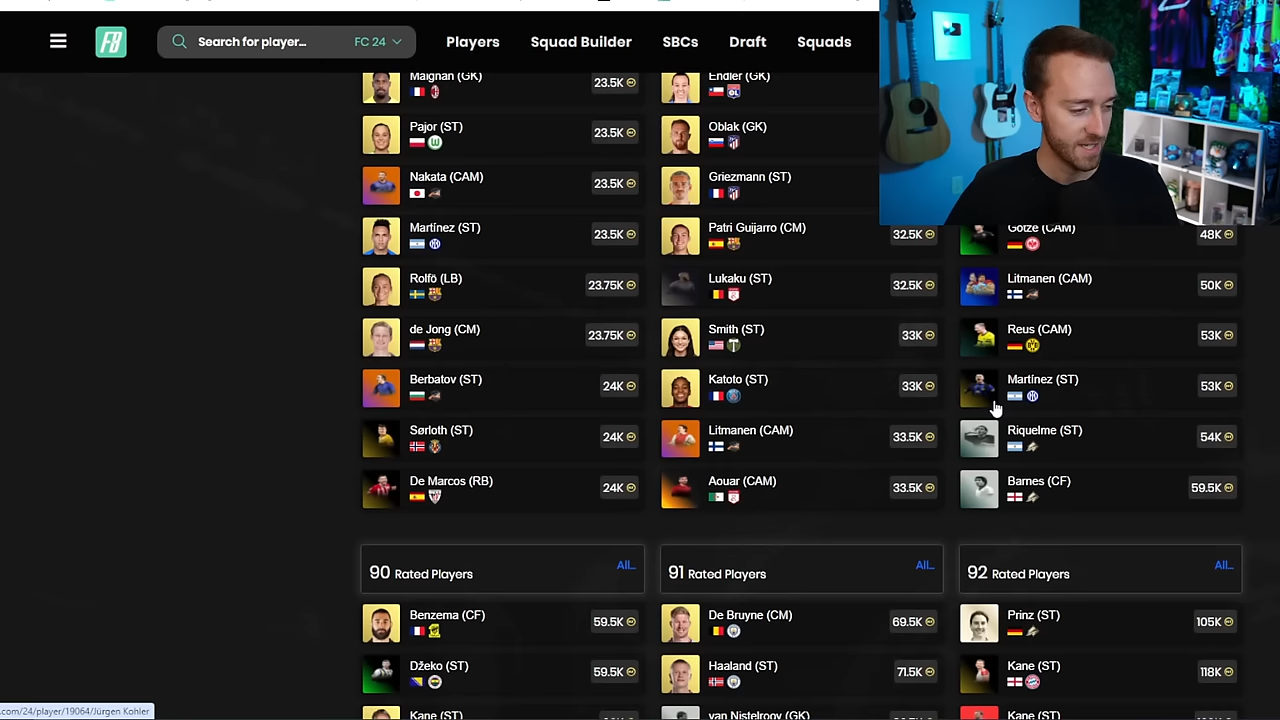 FB
Search for player...
FC 24
Players
Squad Builder
SBCs
Draft
Squads
Maignan (GK)
23.5K
Pajor (ST)
23.5K
Nakata (CAM)
23.5K
Martínez (ST)
23.5K
Rolfö (LB)
23.75K
de Jong (CM)
23.75K
Berbatov (ST)
24K
Sørloth (ST)
24K
De Marcos (RB)
24K
Endler (GK)
Oblak (GK)
Griezmann (ST)
Patri Guijarro (CM)
32.5K
Lukaku (ST)
32.5K
Smith (ST)
33K
Katoto (ST)
33K
Litmanen (CAM)
33.5K
Aouar (CAM)
33.5K
Götze (CAM)
48K
Litmanen (CAM)
50K
Reus (CAM)
53K
Martínez (ST)
53K
Riquelme (ST)
54K
Barnes (CF)
59.5K
90 Rated Players
All...
Benzema (CF)
59.5K
Džeko (ST)
59.5K
Kane (ST)
91 Rated Players
All...
De Bruyne (CM)
69.5K
Haaland (ST)
71.5K
van Nistelrooy (GK)
92 Rated Players
All...
Prinz (ST)
105K
Kane (ST)
118K
Kane (ST)
.com/24/player/19064/Jürgen Kohler